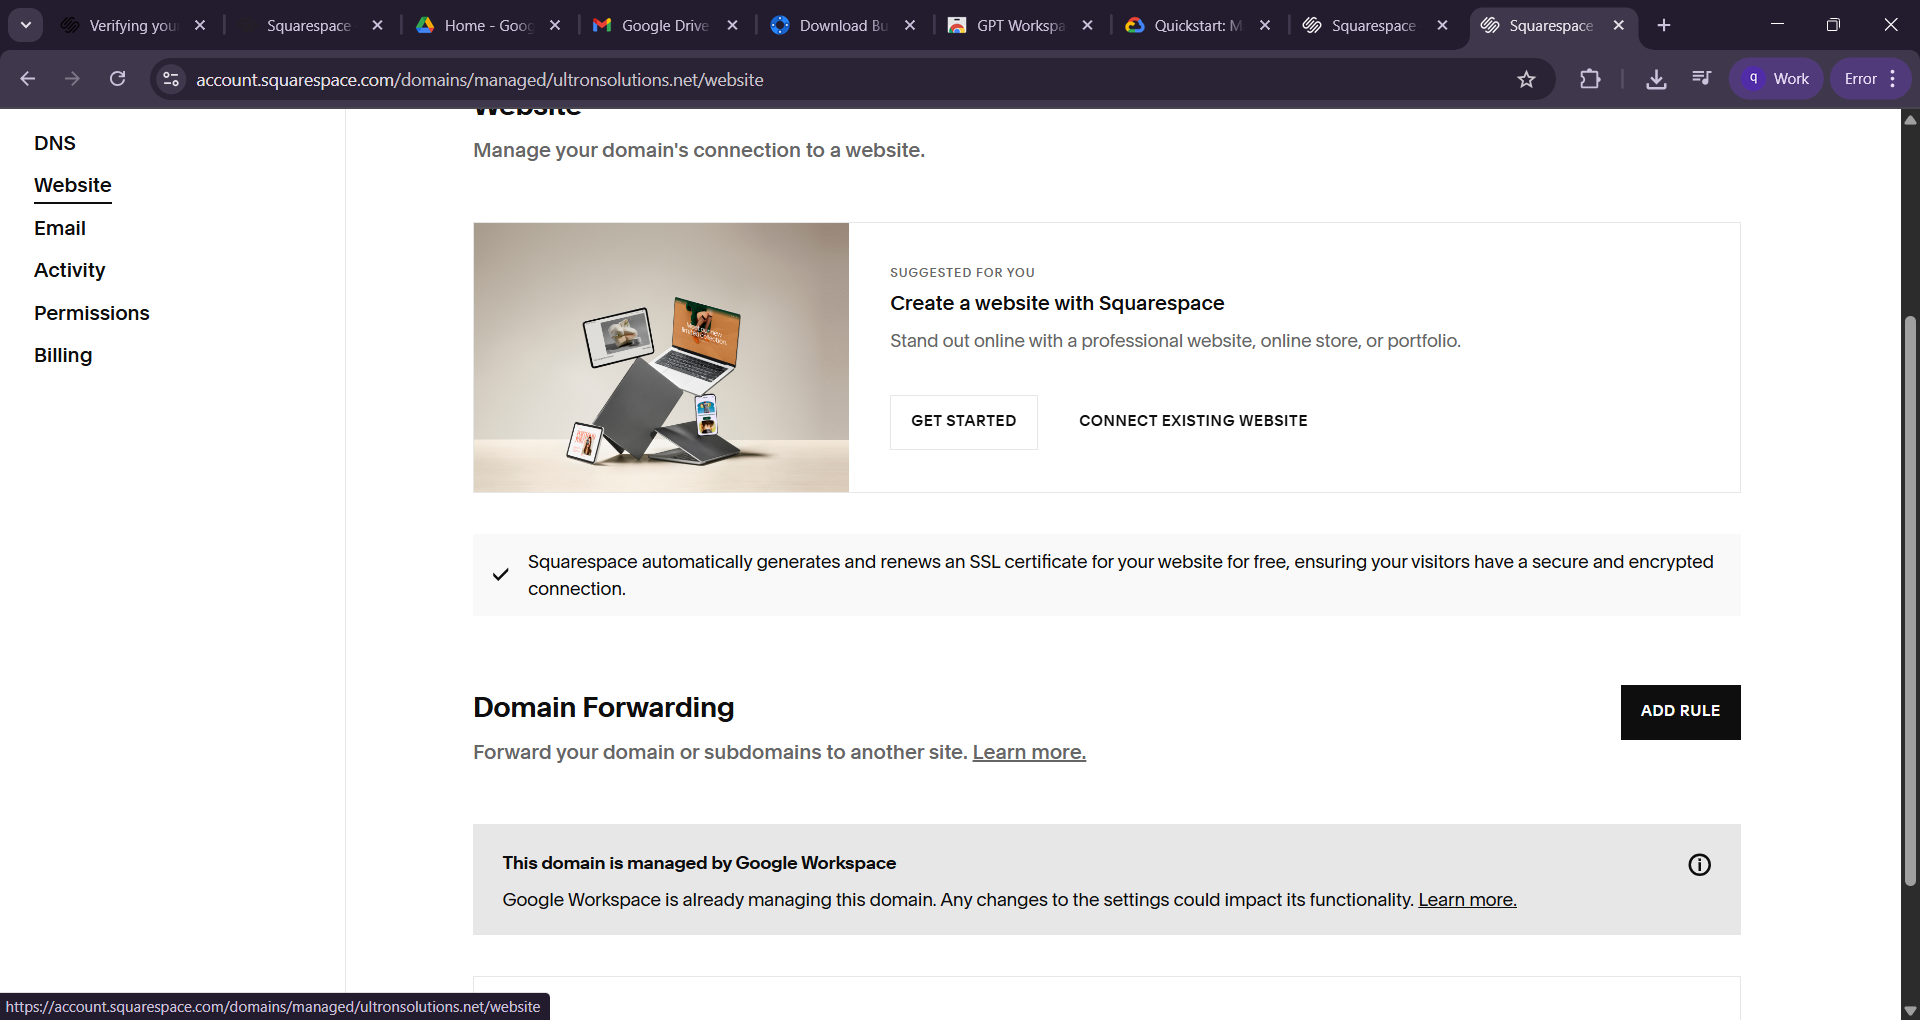 Verifying you
Squarespace
Home - Goog
Google Drive
Download Bu
GPT Workspa
Quickstart: M
Squarespace
Squarespace
account.squarespace.com/domains/managed/ultronsolutions.net/website
q Work
Error
DNS
Website
Email
Activity
Permissions
Billing
Website
Manage your domain's connection to a website.
SUGGESTED FOR YOU
Create a website with Squarespace
Stand out online with a professional website, online store, or portfolio.
GET STARTED
CONNECT EXISTING WEBSITE
Squarespace automatically generates and renews an SSL certificate for your website for free, ensuring your visitors have a secure and encrypted
connection.
Domain Forwarding
ADD RULE
Forward your domain or subdomains to another site. Learn more.
This domain is managed by Google Workspace
Google Workspace is already managing this domain. Any changes to the settings could impact its functionality. Learn more.
https://account.squarespace.com/domains/managed/ultronsolutions.net/website